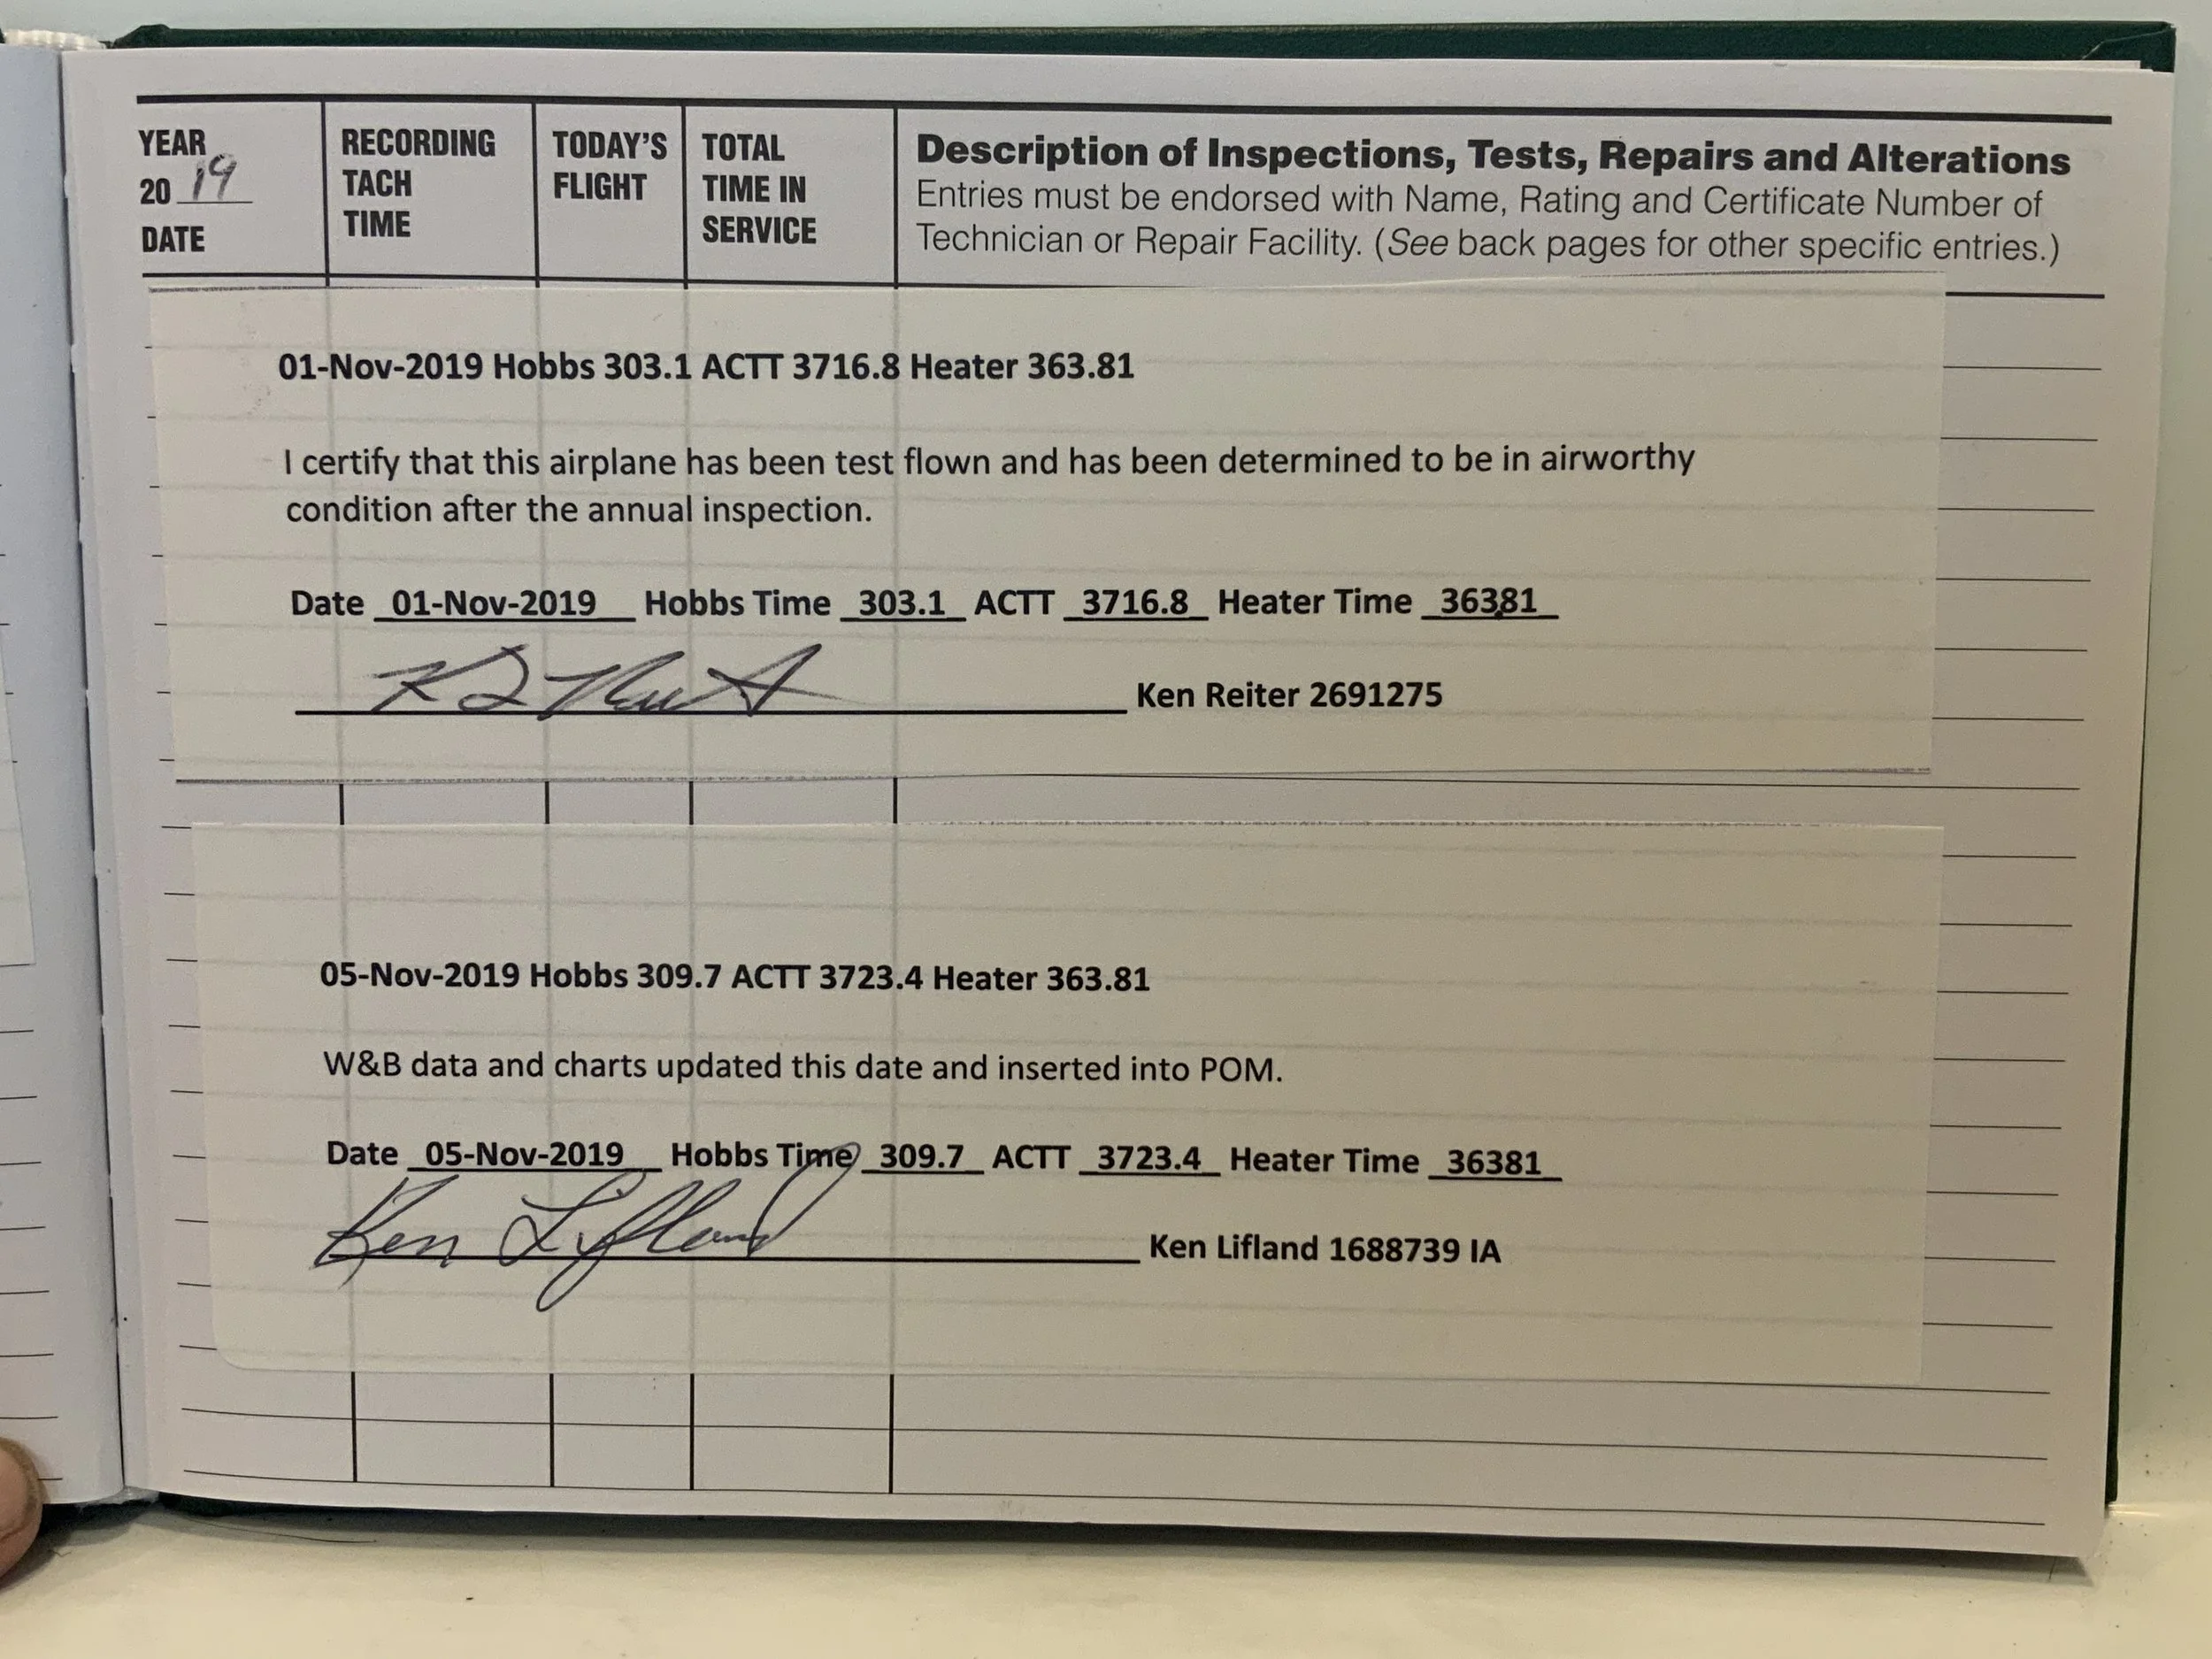 YEAR
20 19
DATE
RECORDING
TACH
TIME
TODAY'S
FLIGHT
TOTAL
TIME IN
SERVICE
Description of Inspections, Tests, Repairs and Alterations
Entries must be endorsed with Name, Rating and Certificate Number of
Technician or Repair Facility. (See back pages for other specific entries.)
01-Nov-2019 Hobbs 303.1 ACTT 3716.8 Heater 363.81
I certify that this airplane has been test flown and has been determined to be in airworthy
condition after the annual inspection.
Date 01-Nov-2019 Hobbs Time 303.1 ACTT 3716.8 Heater Time 363,81
Ken Reiter 2691275
05-Nov-2019 Hobbs 309.7 ACTT 3723.4 Heater 363.81
W&B data and charts updated this date and inserted into POM.
Date 05-Nov-2019 Hobbs Time 309.7 ACTT 3723.4 Heater Time 36381
Ken Lifland Ken Lifland 1688739 IA